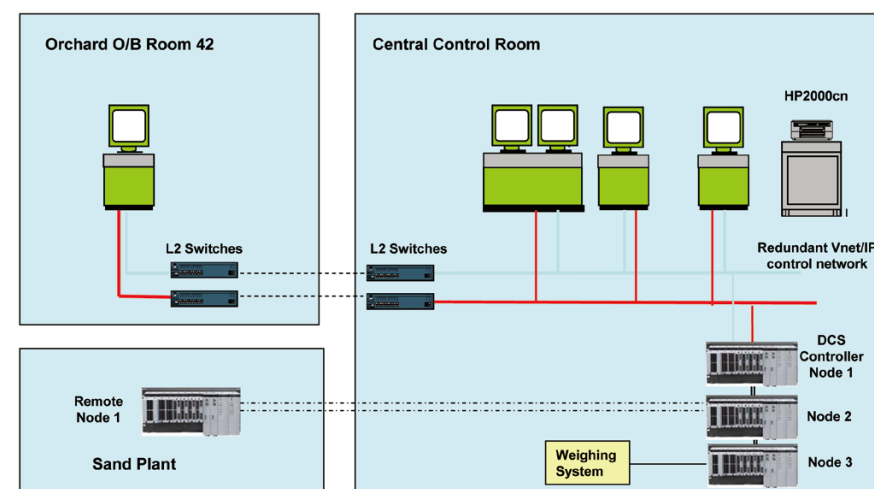 Orchard O/B Room 42
Central Control Room
HP2000cn
L2 Switches
L2 Switches
Redundant Vnet/IP
control network
DCS
Controller
Node 1
Remote
Node 1
Node 2
Sand Plant
Weighing
System
Node 3